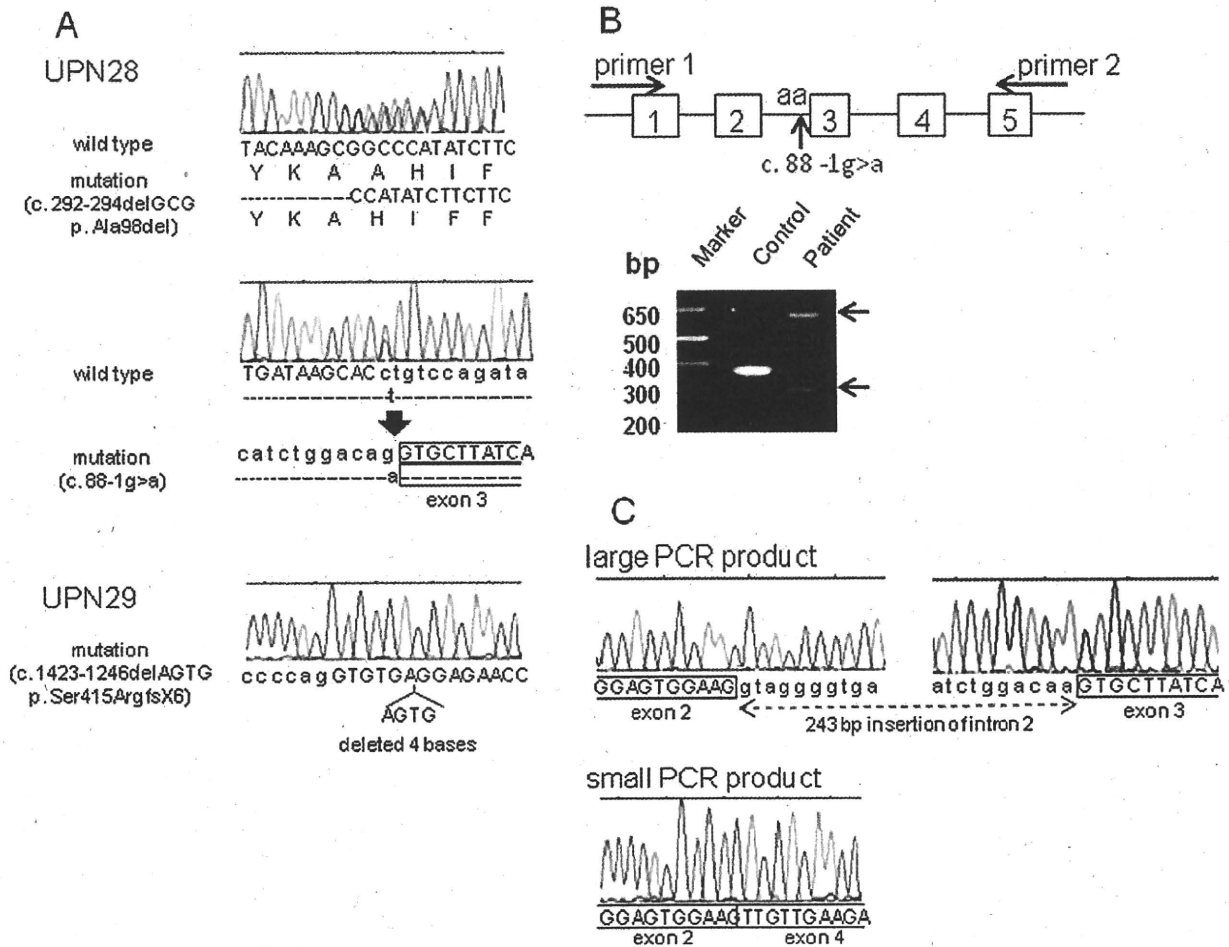 A
UPN28
wild type
TACAAAGCGGCCCATATCTTC
Y K A A H I F
mutation
(c. 292-294delGCG
p. Ala98del)
-----------CCATATCTTCTTC
Y K A H I F F
wild type
TGATAAGCACctgtccagata
----------t----------
mutation
(c. 88-1g>a)
catctggacagGTGCTTATCA
----------a----------
exon 3
UPN29
mutation
(c. 1423-1246delAGTG
p. Ser415ArgfsX6)
ccccagGTGTGAGGAGAACC
AGTG
deleted 4 bases
B
primer 1
primer 2
aa
1 2 3 4 5
c. 88 -1g>a
Marker Control Patient
bp
650
500
400
300
200
C
large PCR product
GGAGTGGAAGgtaggggtga
exon 2
atctggacaaGTGCTTATCA
exon 3
243 bp insertion of intron 2
small PCR product
GGAGTGGAAGTTGTTGAAGA
exon 2 exon 4